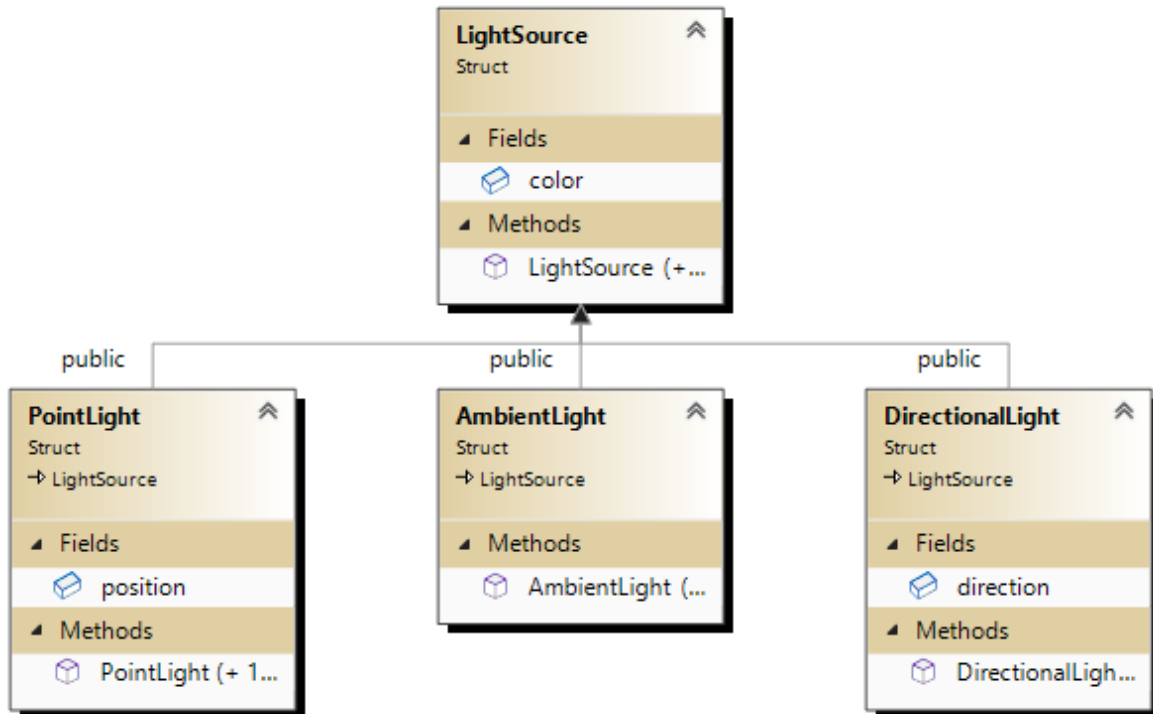 LightSource
Struct
Fields
color
Methods
LightSource (+...
public
public
public
PointLight
Struct
LightSource
Fields
position
Methods
PointLight (+ 1...
AmbientLight
Struct
LightSource
Methods
AmbientLight (...
DirectionalLight
Struct
LightSource
Fields
direction
Methods
DirectionalLigh...